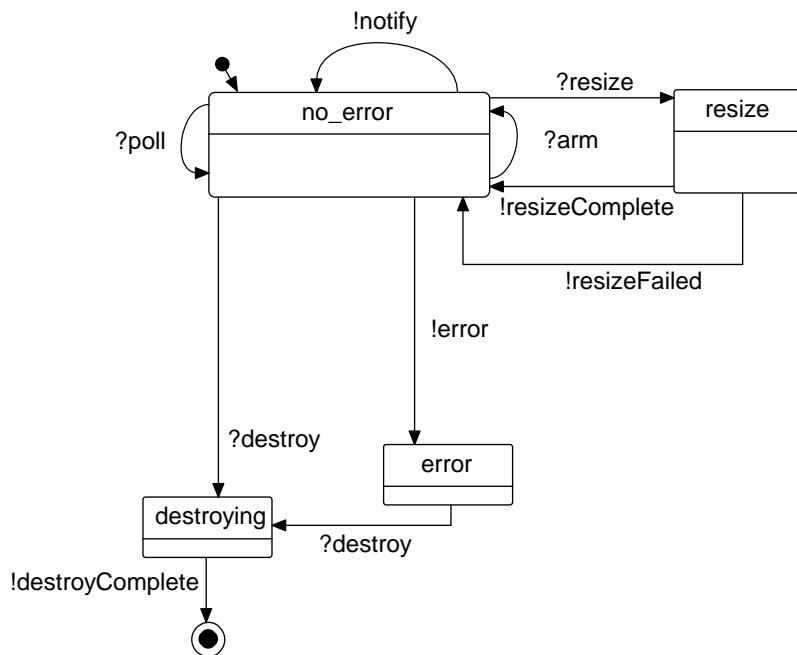 !notify
?resize
no_error
resize
?poll
?arm
!resizeComplete
!resizeFailed
!error
?destroy
error
destroying
?destroy
!destroyComplete